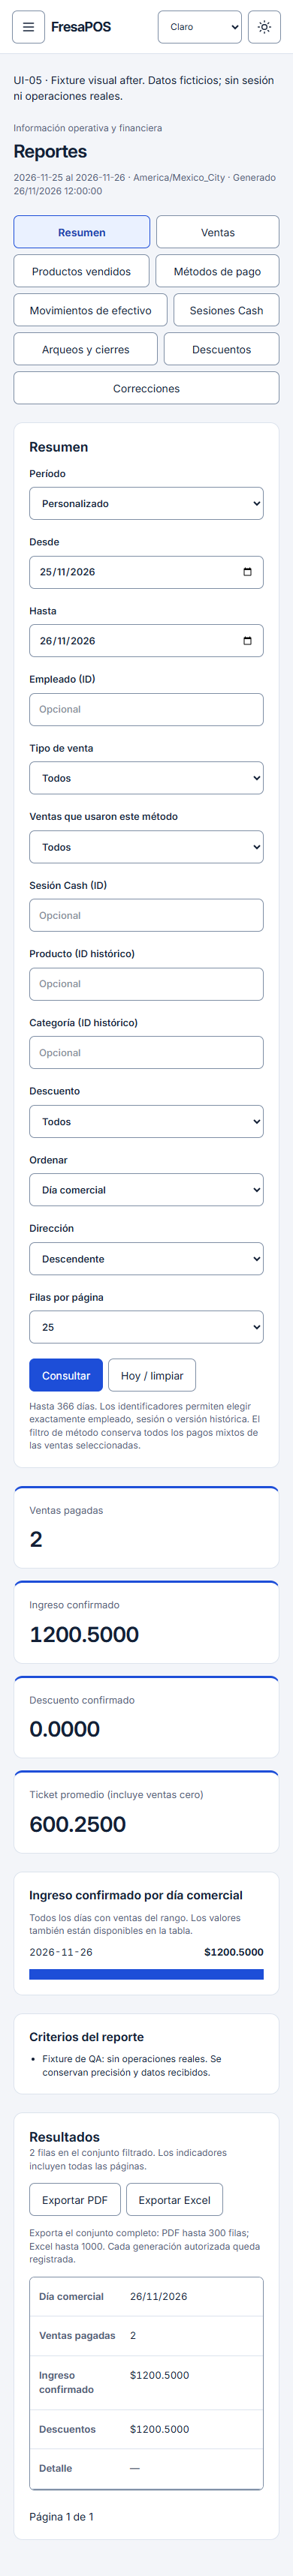 FresaPOS
Claro
UI-05 · Fixture visual after. Datos ficticios; sin sesión
ni operaciones reales.
Información operativa y financiera
Reportes
2026-11-25 al 2026-11-26 · America/Mexico_City · Generado
26/11/2026 12:00:00
Resumen
Ventas
Productos vendidos
Métodos de pago
Movimientos de efectivo
Sesiones Cash
Arqueos y cierres
Descuentos
Correcciones
Resumen
Período
Personalizado
Desde
25/11/2026
Hasta
26/11/2026
Empleado (ID)
Opcional
Tipo de venta
Todos
Ventas que usaron este método
Todos
Sesión Cash (ID)
Opcional
Producto (ID histórico)
Opcional
Categoría (ID histórico)
Opcional
Descuento
Todos
Ordenar
Día comercial
Dirección
Descendente
Filas por página
25
Consultar
Hoy / limpiar
Hasta 366 días. Los identificadores permiten elegir
exactamente empleado, sesión o versión histórica. El
filtro de método conserva todos los pagos mixtos de
las ventas seleccionadas.
Ventas pagadas
2
Ingreso confirmado
1200.5000
Descuento confirmado
0.0000
Ticket promedio (incluye ventas cero)
600.2500
Ingreso confirmado por día comercial
Todos los días con ventas del rango. Los valores
también están disponibles en la tabla.
2026-11-26 $1200.5000
Criterios del reporte
• Fixture de QA: sin operaciones reales. Se
conservan precisión y datos recibidos.
Resultados
2 filas en el conjunto filtrado. Los indicadores
incluyen todas las páginas.
Exportar PDF
Exportar Excel
Exporta el conjunto completo: PDF hasta 300 filas;
Excel hasta 1000. Cada generación autorizada queda
registrada.
Día comercial 26/11/2026
Ventas pagadas 2
Ingreso $1200.5000
confirmado
Descuentos $1200.5000
Detalle —
Página 1 de 1